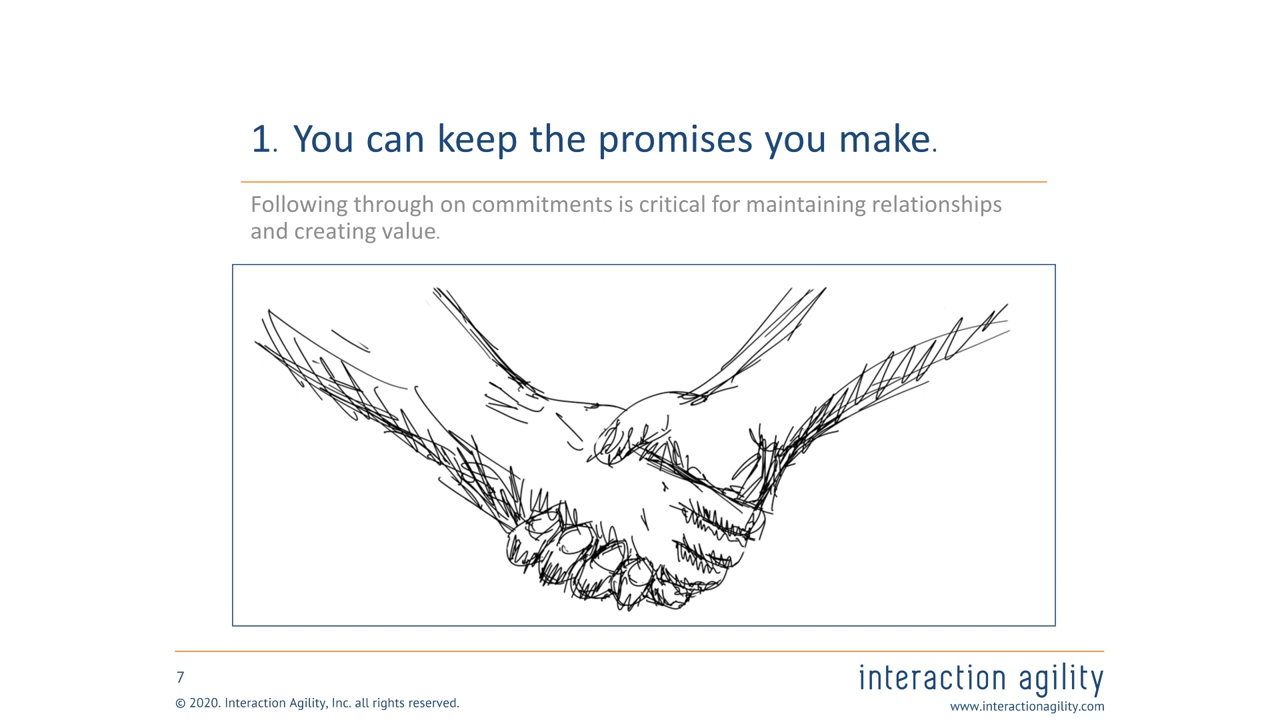 1. You can keep the promises you make.
Following through on commitments is critical for maintaining relationships
and creating value.
7
© 2020. Interaction Agility, Inc. all rights reserved.
interaction agility
www.interactionagility.com